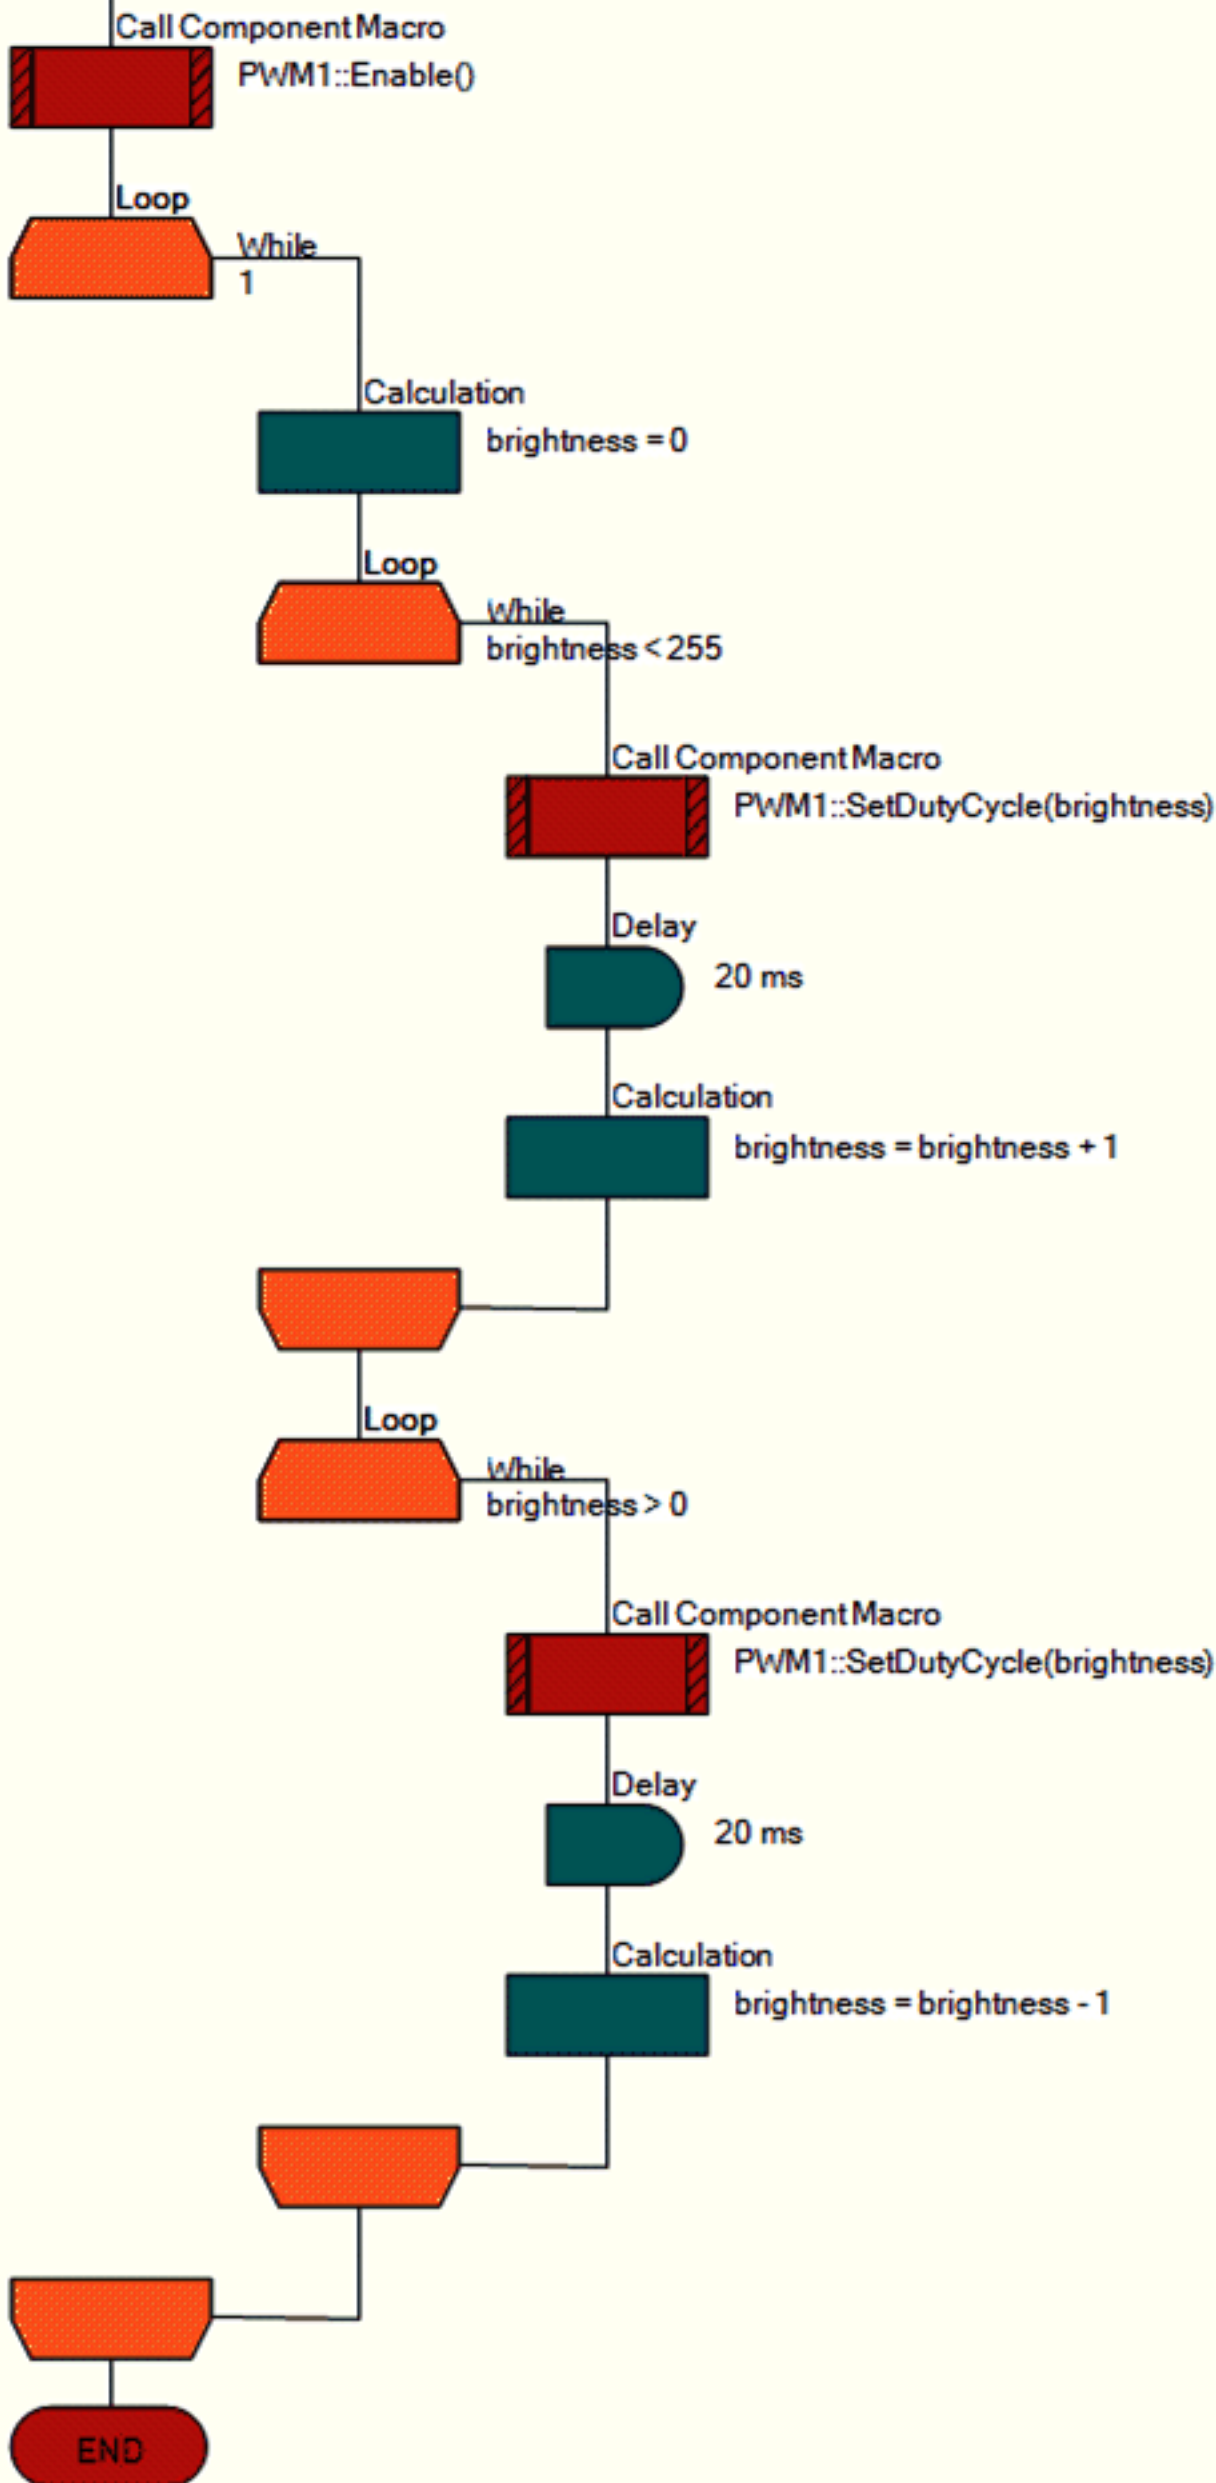 Call Component Macro
PWM1::Enable()
Loop
While
1
Calculation
brightness = 0
Loop
While
brightness < 255
Call Component Macro
PWM1::SetDutyCycle(brightness)
Delay
20 ms
Calculation
brightness = brightness + 1
Loop
While
brightness > 0
Call Component Macro
PWM1::SetDutyCycle(brightness)
Delay
20 ms
Calculation
brightness = brightness - 1
END